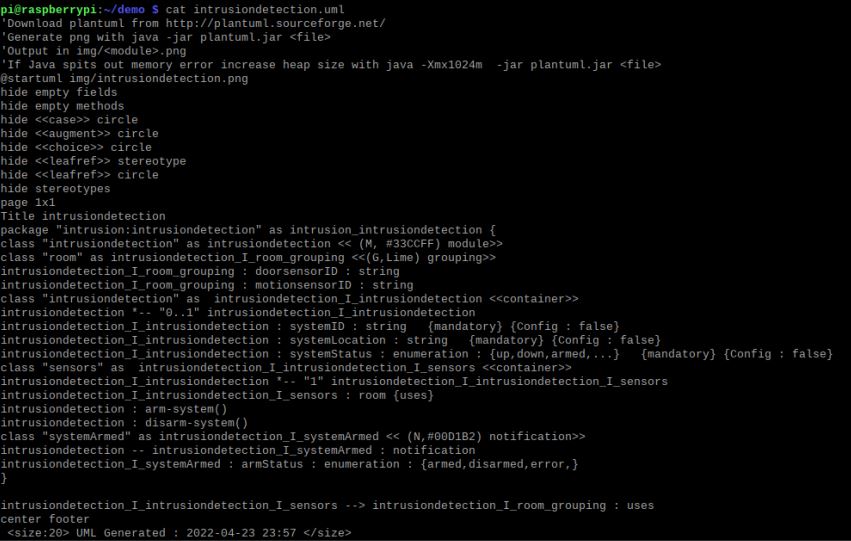 pi@raspberrypi:~/demo $ cat intrusiondetection.uml
'Download plantuml from http://plantuml.sourceforge.net/
'Generate png with java -jar plantuml.jar <file>
'Output in img/<module>.png
'If Java spits out memory error increase heap size with java -Xmx1024m  -jar plantuml.jar <file>
@startuml img/intrusiondetection.png
hide empty fields
hide empty methods
hide <<case>> circle
hide <<augment>> circle
hide <<choice>> circle
hide <<leafref>> stereotype
hide <<leafref>> circle
hide stereotypes
page 1x1
Title intrusiondetection
package "intrusion:intrusiondetection" as intrusion_intrusiondetection {
class "intrusiondetection" as intrusiondetection << (M, #33CCFF) module>>
class "room" as intrusiondetection_I_room_grouping <<(G,Lime) grouping>>
intrusiondetection_I_room_grouping : doorsensorID : string
intrusiondetection_I_room_grouping : motionsensorID : string
class "intrusiondetection" as  intrusiondetection_I_intrusiondetection <<container>>
intrusiondetection *-- "0..1" intrusiondetection_I_intrusiondetection
intrusiondetection_I_intrusiondetection : systemID : string   {mandatory} {Config : false}
intrusiondetection_I_intrusiondetection : systemLocation : string   {mandatory} {Config : false}
intrusiondetection_I_intrusiondetection : systemStatus : enumeration : {up,down,armed,...}   {mandatory} {Config : false}
class "sensors" as  intrusiondetection_I_intrusiondetection_I_sensors <<container>>
intrusiondetection_I_intrusiondetection *-- "1" intrusiondetection_I_intrusiondetection_I_sensors
intrusiondetection_I_intrusiondetection_I_sensors : room {uses}
intrusiondetection : arm-system()
intrusiondetection : disarm-system()
class "systemArmed" as intrusiondetection_I_systemArmed << (N,#00D1B2) notification>>
intrusiondetection -- intrusiondetection_I_systemArmed : notification
intrusiondetection_I_systemArmed : armStatus : enumeration : {armed,disarmed,error,}
}
intrusiondetection_I_intrusiondetection_I_sensors --> intrusiondetection_I_room_grouping : uses
center footer
 <size:20> UML Generated : 2022-04-23 23:57 </size>